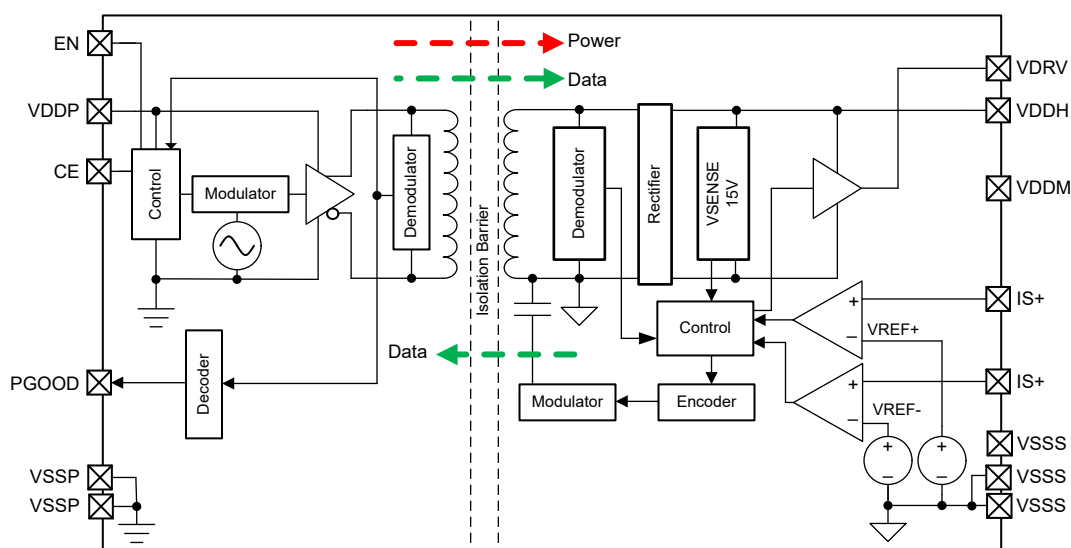 EN
Power
VDRV
Data
VDDP
VDDH
CE
Control
Modulator
Demodulator
Isolation Barrier
Demodulator
Rectifier
VSENSE
15V
VDDM
IS+
+
−
VREF+
Control
Data
PGOOD
Decoder
Modulator
Encoder
IS+
+
−
VREF-
VSSS
+
−
+
−
VSSP
VSSS
VSSP
VSSS